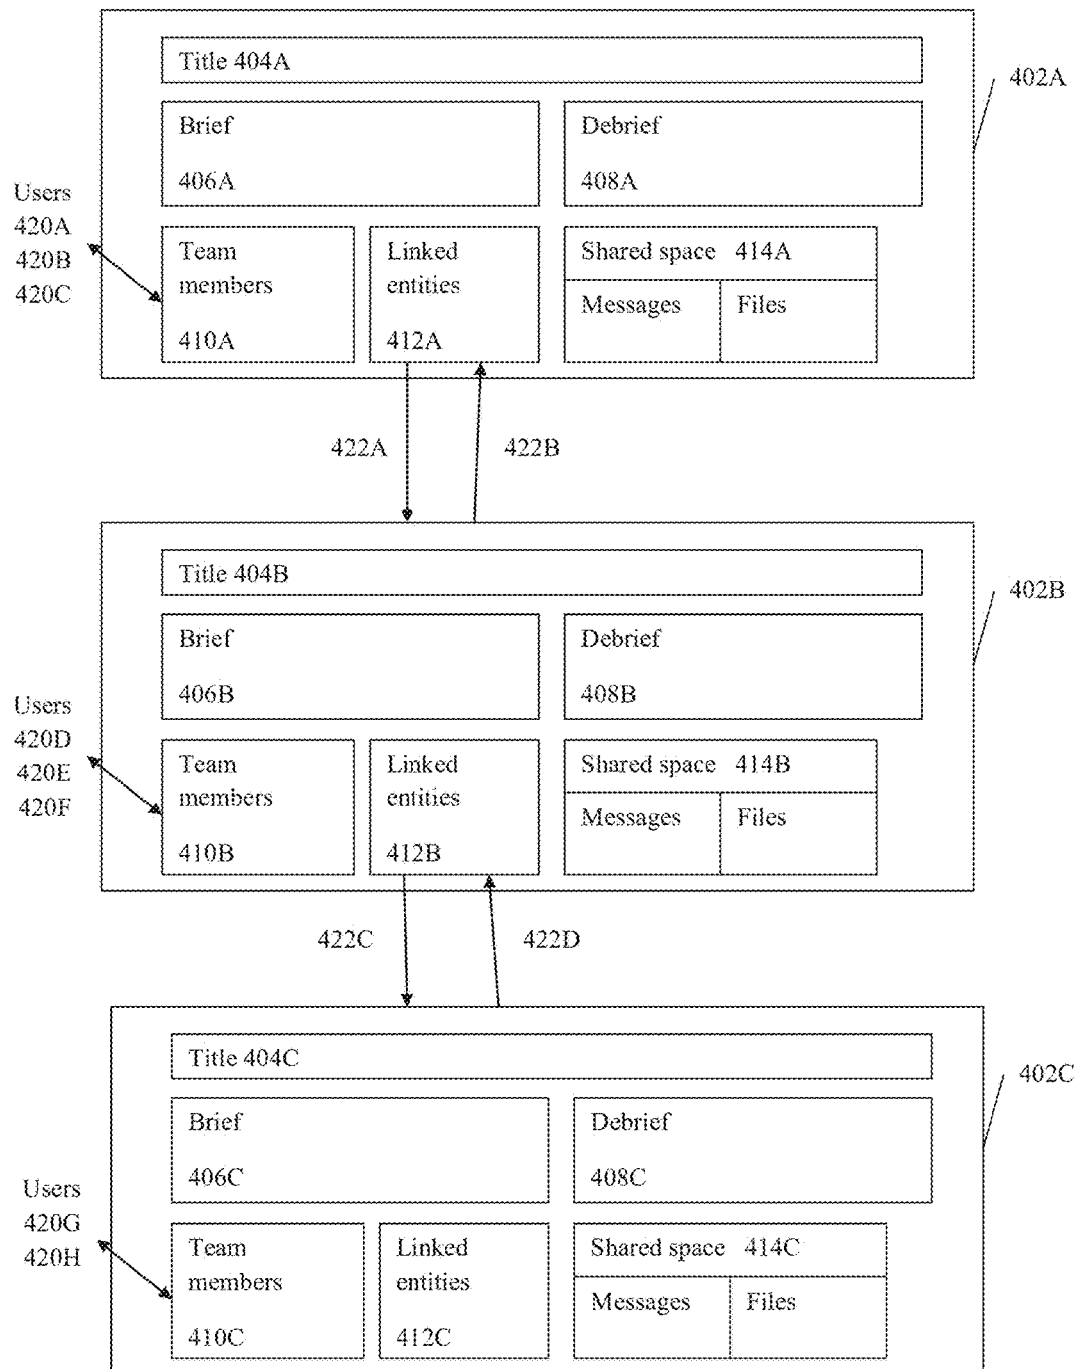 Title 404A
402A
Brief
Debrief
406A
408A
Users
420A
420B
420C
Team
members
410A
Linked
entities
412A
Shared space 414A
Messages
Files
422A
422B
Title 404B
402B
Brief
Debrief
406B
408B
Users
420D
420E
420F
Team
members
410B
Linked
entities
412B
Shared space 414B
Messages
Files
422C
422D
Title 404C
402C
Brief
Debrief
406C
408C
Users
420G
420H
Team
members
410C
Linked
entities
412C
Shared space 414C
Messages
Files